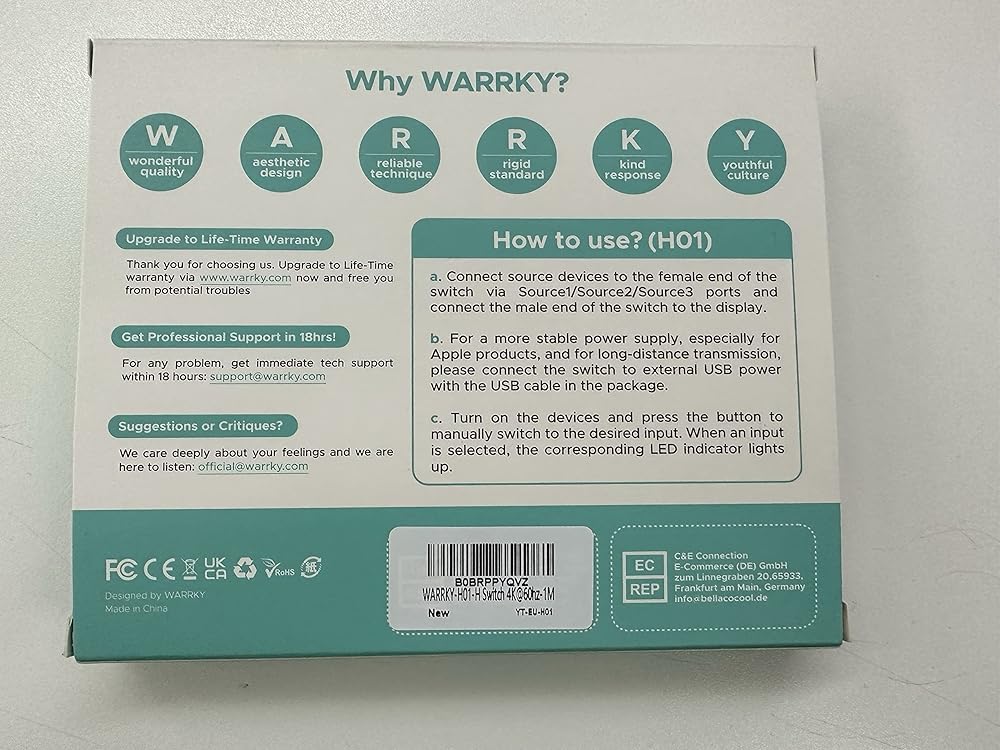 Why WARRKY?
W
wonderful
quality
A
aesthetic
design
R
reliable
technique
R
rigid
standard
K
kind
response
Y
youthful
culture
Upgrade to Life-Time Warranty
Thank you for choosing us. Upgrade to Life-Time
warranty via www.warrky.com now and free you
from potential troubles
Get Professional Support in 18hrs!
For any problem, get immediate tech support
within 18 hours: support@warrky.com
Suggestions or Critiques?
We care deeply about your feelings and we are
here to listen: official@warrky.com
How to use? (H01)
a. Connect source devices to the female end of the
switch via Source1/Source2/Source3 ports and
connect the male end of the switch to the display.
b. For a more stable power supply, especially for
Apple products, and for long-distance transmission,
please connect the switch to external USB power
with the USB cable in the package.
c. Turn on the devices and press the button to
manually switch to the desired input. When an input
is selected, the corresponding LED indicator lights
up.
FC CE UK CA RoHS 紙
Designed by WARRKY
Made in China
B0BRPPYQVZ
WARRKY-H01-H Switch 4K@60hz-1M
New YT-EU-H01
EC
REP
C&E Connection
E-Commerce (DE) GmbH
zum Linnegraben 20,65933,
Frankfurt am Main, Germany
info@bellacocool.de